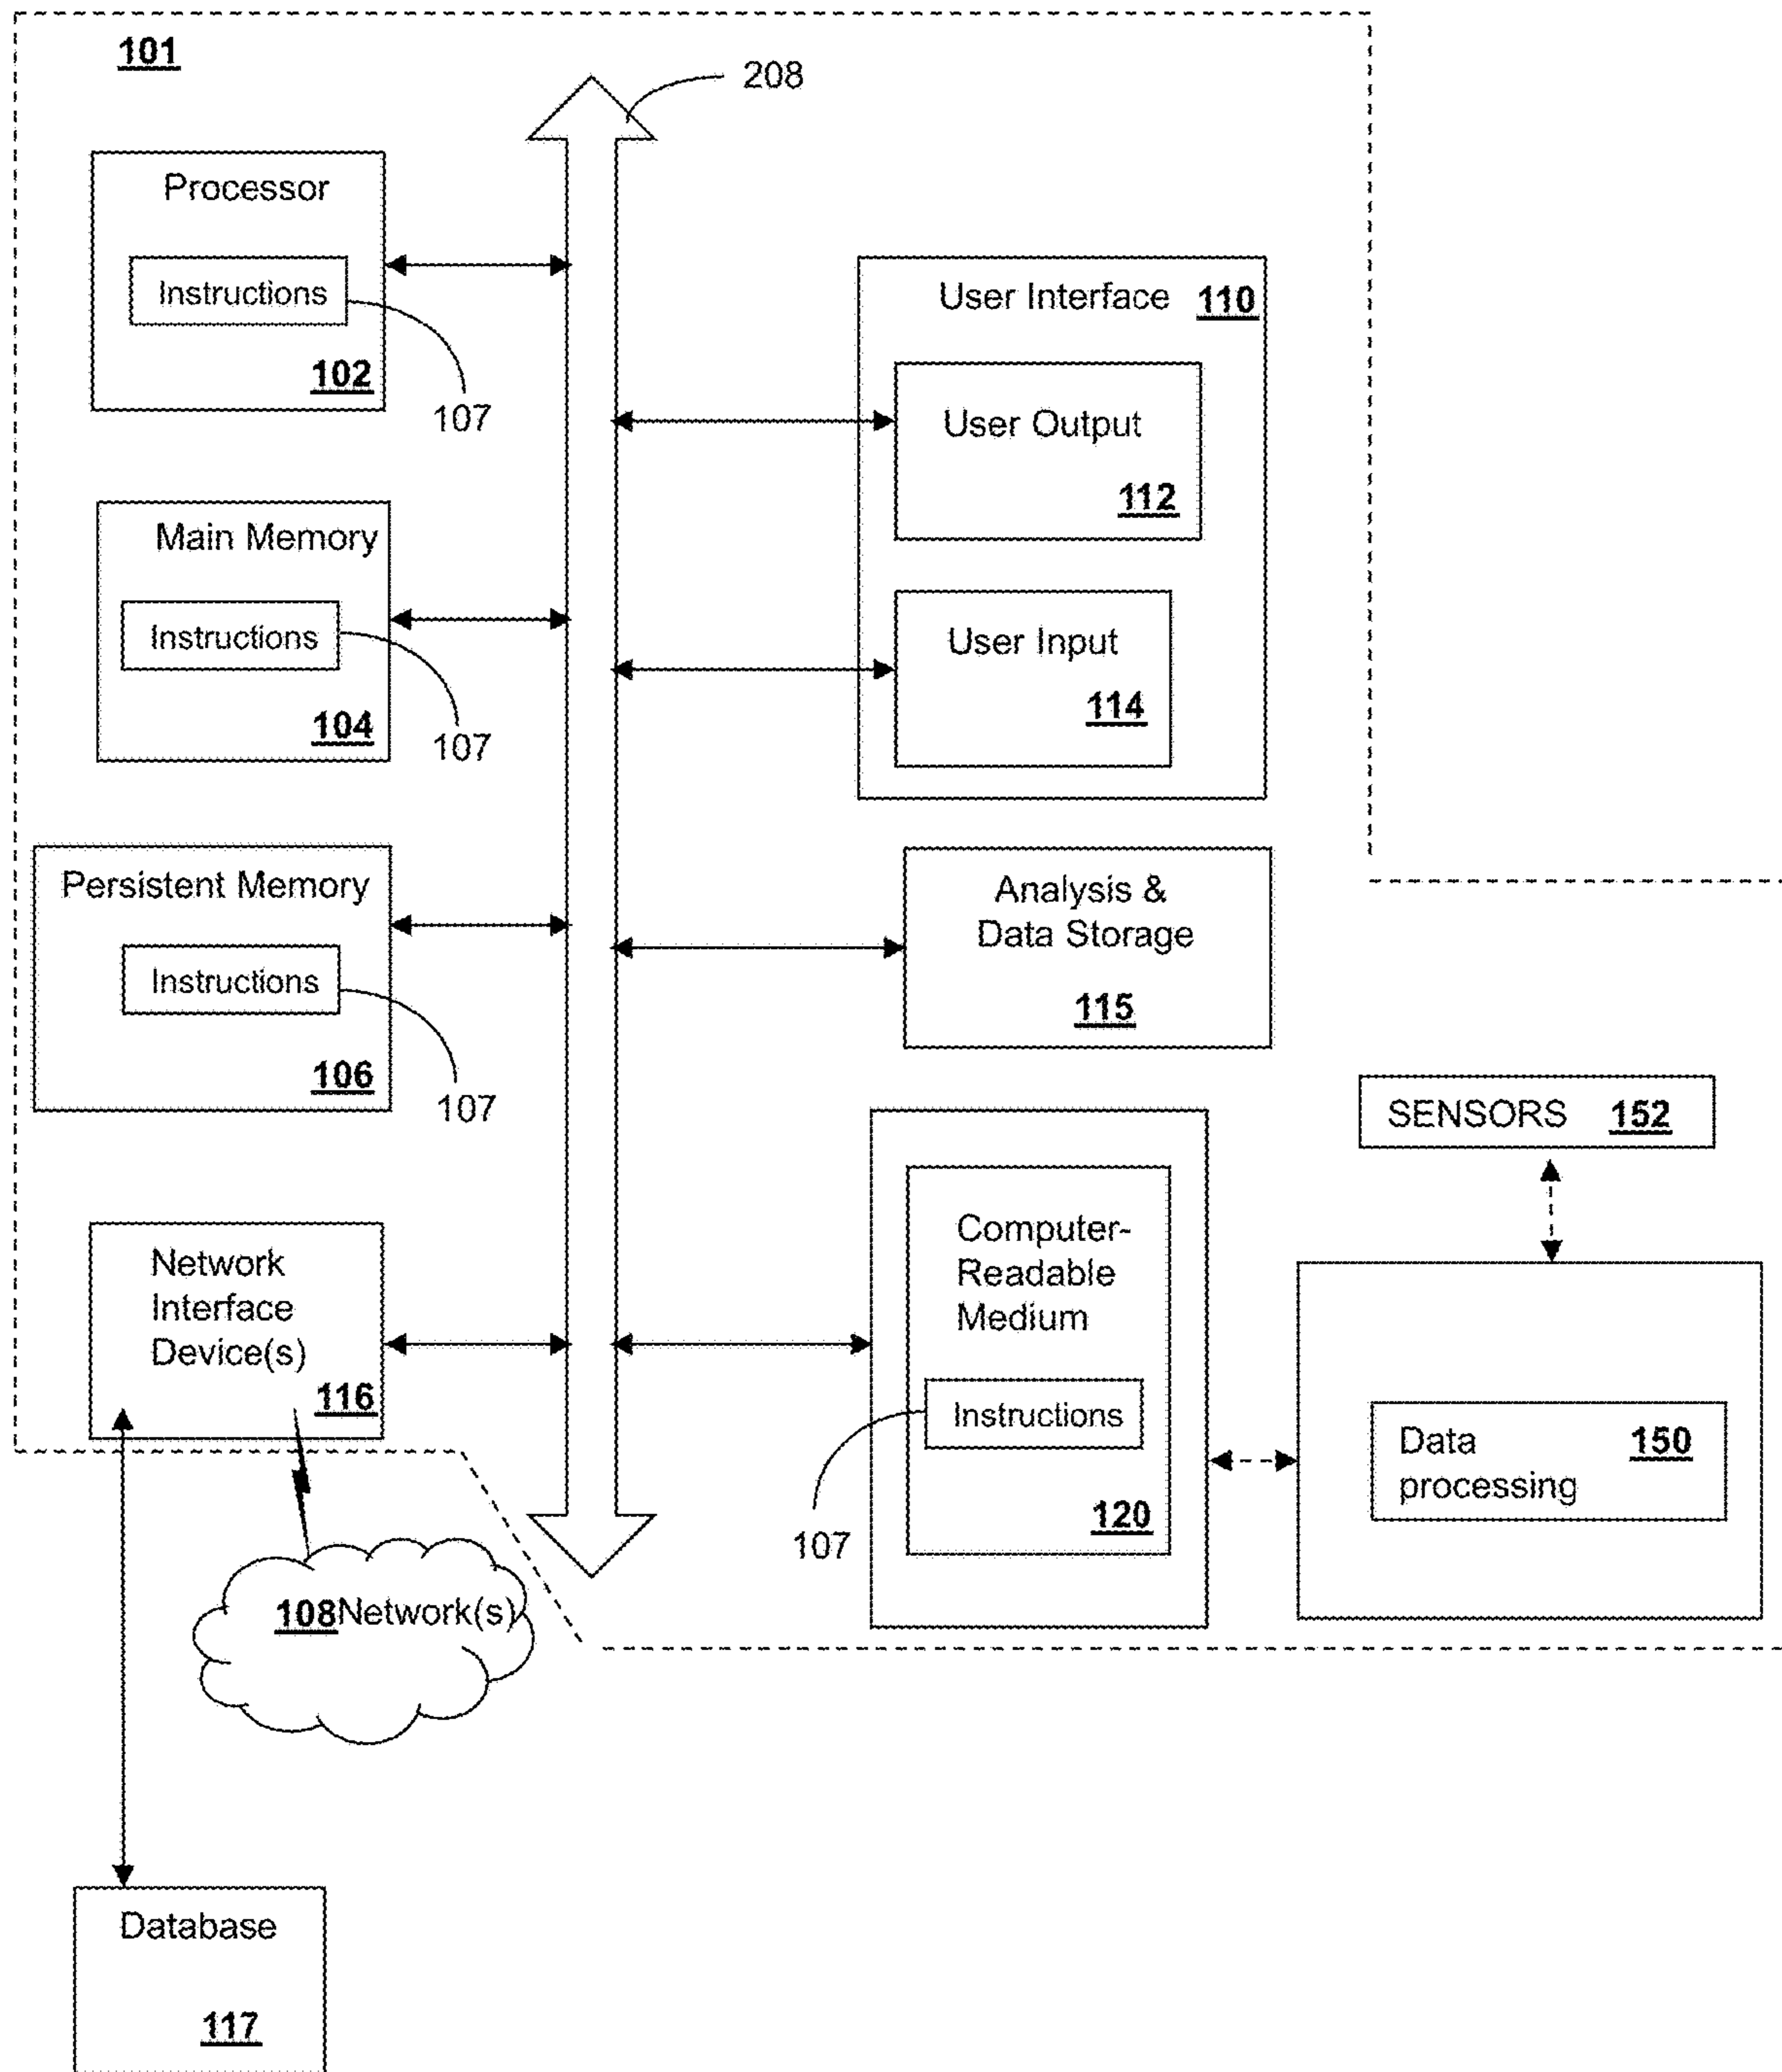 101
208
Processor
Instructions
102
107
Main Memory
Instructions
104
107
Persistent Memory
Instructions
106
107
Network
Interface
Device(s)
116
108 Network(s)
Database
117
User Interface 110
User Output
112
User Input
114
Analysis &
Data Storage
115
Computer-
Readable
Medium
Instructions
107
120
SENSORS 152
Data 150
processing